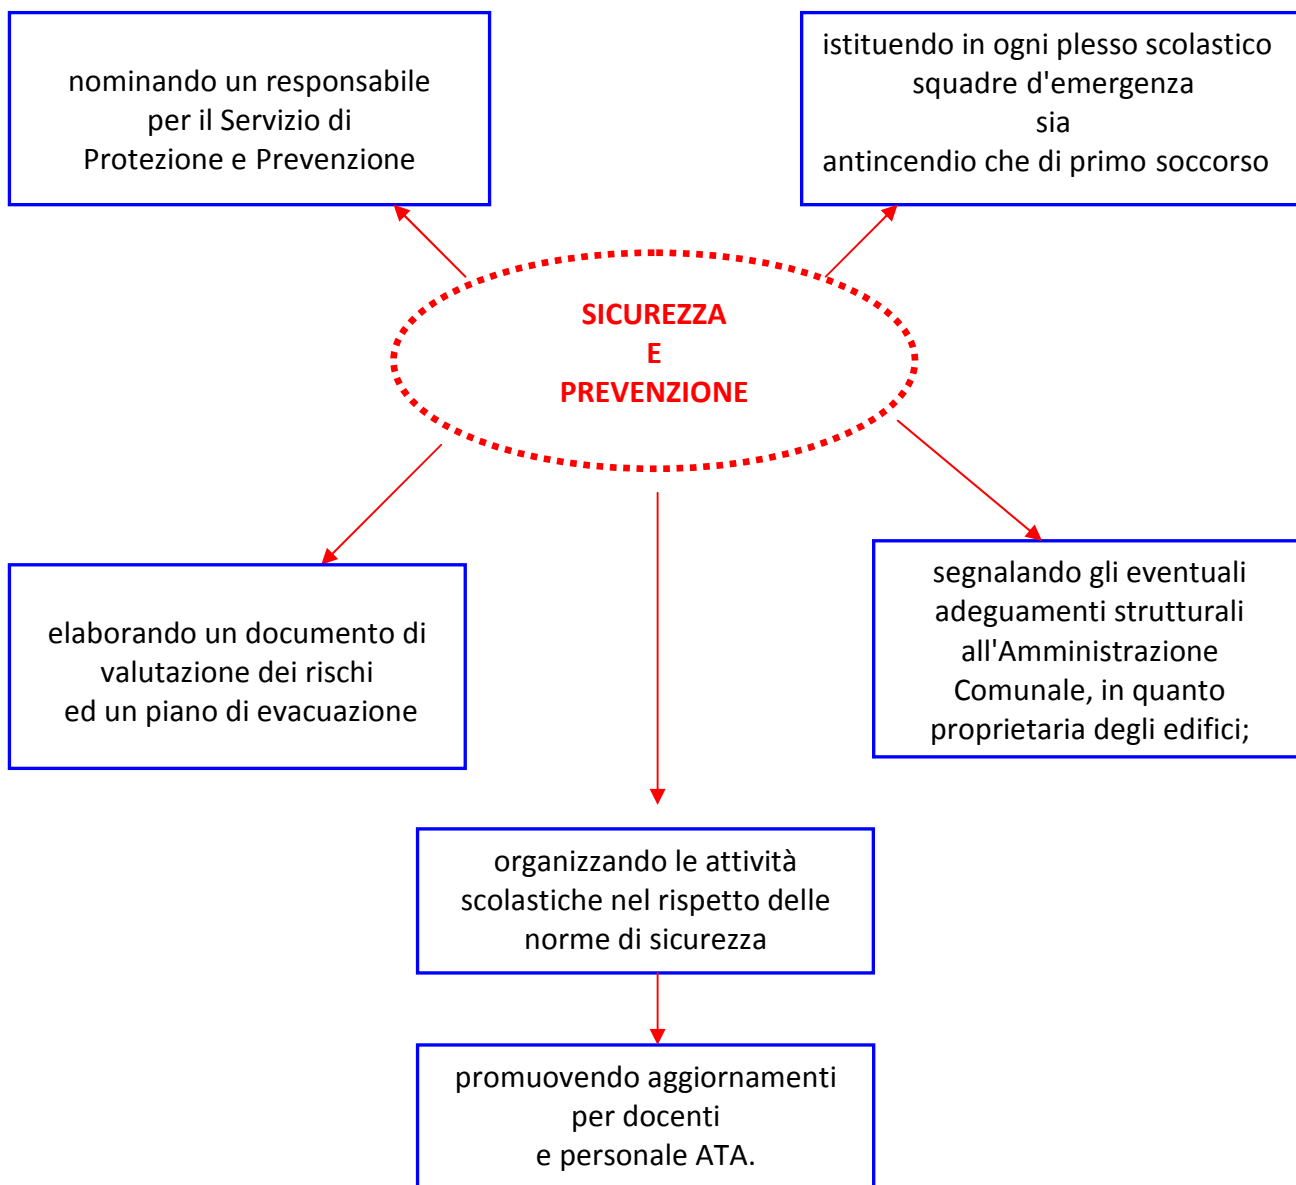 nominando un responsabile
per il Servizio di
Protezione e Prevenzione
istituendo in ogni plesso scolastico
squadre d'emergenza
sia
antincendio che di primo soccorso
SICUREZZA
E
PREVENZIONE
elaborando un documento di
valutazione dei rischi
ed un piano di evacuazione
segnalando gli eventuali
adeguamenti strutturali
all'Amministrazione
Comunale, in quanto
proprietaria degli edifici;
organizzando le attività
scolastiche nel rispetto delle
norme di sicurezza
promuovendo aggiornamenti
per docenti
e personale ATA.